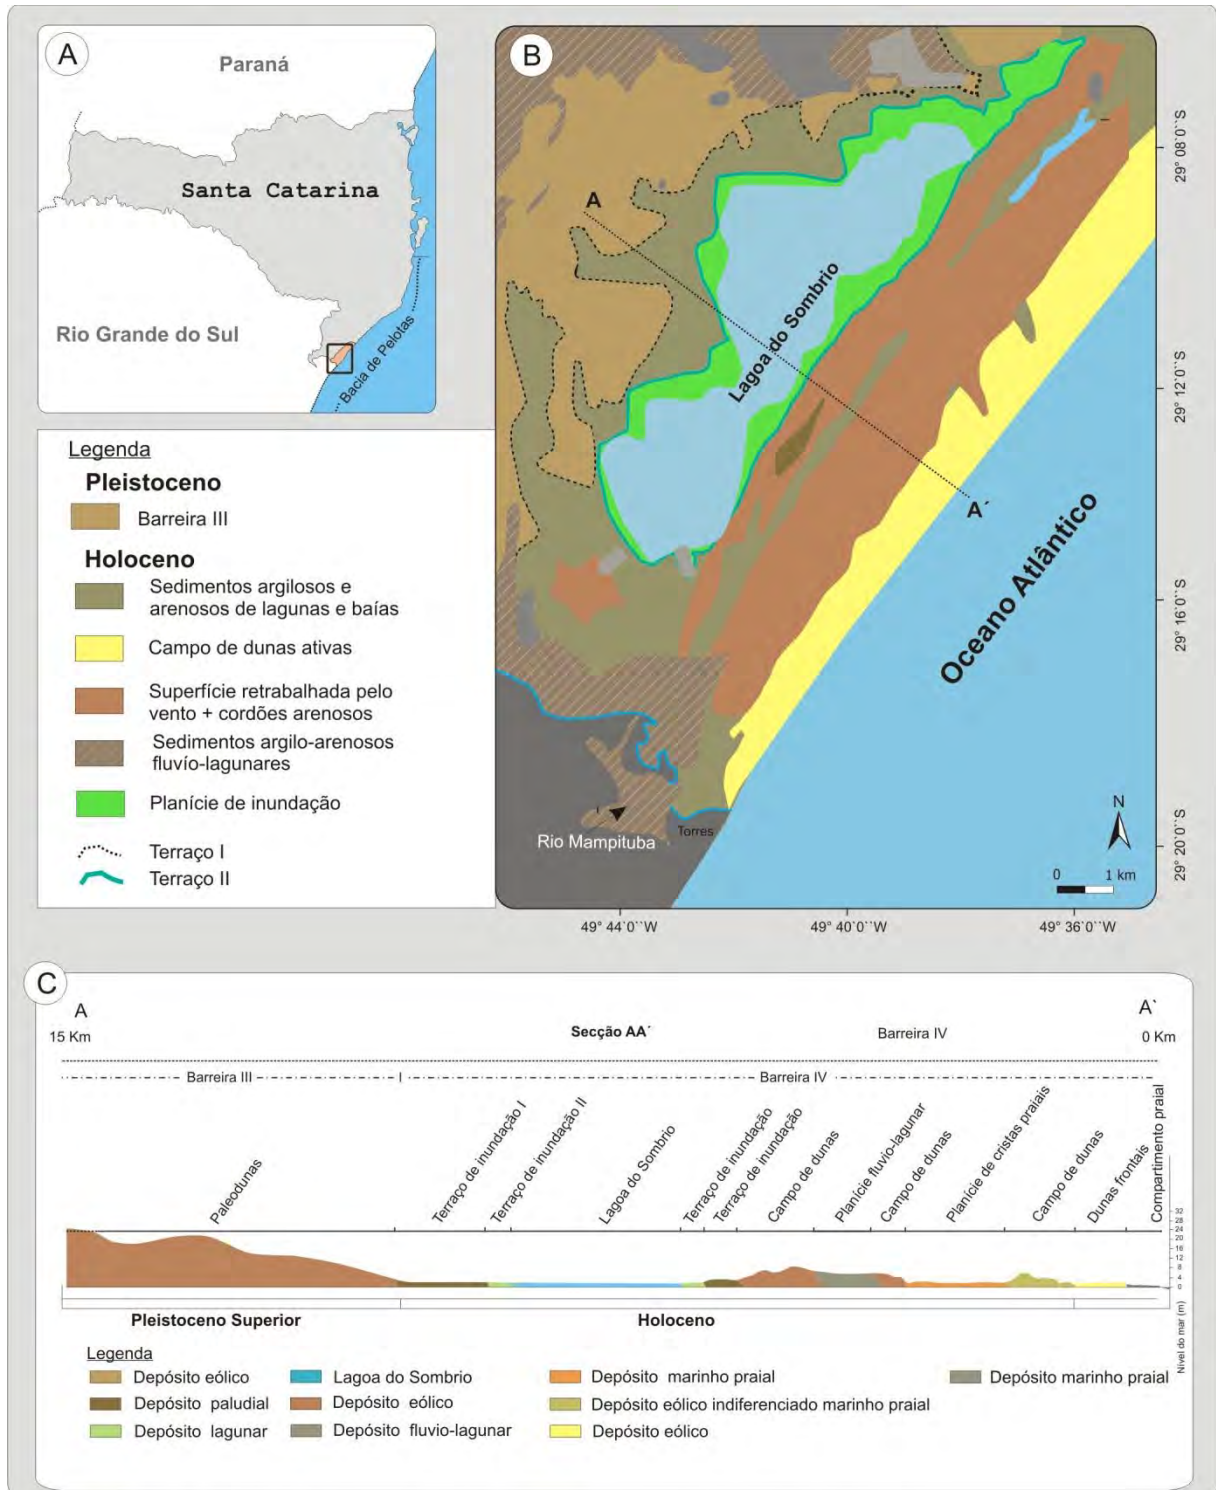 A
Paraná
Santa Catarina
Rio Grande do Sul
Bacia de Pelotas
Legenda
Pleistoceno
Barreira III
Holoceno
Sedimentos argilosos e
arenosos de lagunas e baías
Campo de dunas ativas
Superfície retrabalhada pelo
vento + cordões arenosos
Sedimentos argilo-arenosos
fluvío-lagunares
Planície de inundação
Terraço I
Terraço II
B
A
Lagoa do Sombrio
A´
Oceano Atlântico
Rio Mampituba
Torres
N
0 1 km
29° 08'0``S
29° 12'0``S
29° 16'0``S
29° 20'0``S
49° 44'0``W
49° 40'0``W
49° 36'0``W
C
A
A`
15 Km
Secção AA´
Barreira IV
0 Km
Barreira III
I
Barreira IV
Paleodunas
Terraço de inundação I
Terraço de inundação II
Lagoa do Sombrio
Terraço de inundação
Terraço de inundação
Campo de dunas
Planície fluvio-lagunar
Campo de dunas
Planície de cristas praiais
Campo de dunas
Dunas frontais
Compartimento praial
32
28
24
20
16
12
8
4
0
Nível do mar (m)
Pleistoceno Superior
Holoceno
Legenda
Depósito eólico
Lagoa do Sombrio
Depósito marinho praial
Depósito marinho praial
Depósito paludial
Depósito eólico
Depósito eólico indiferenciado marinho praial
Depósito lagunar
Depósito fluvio-lagunar
Depósito eólico